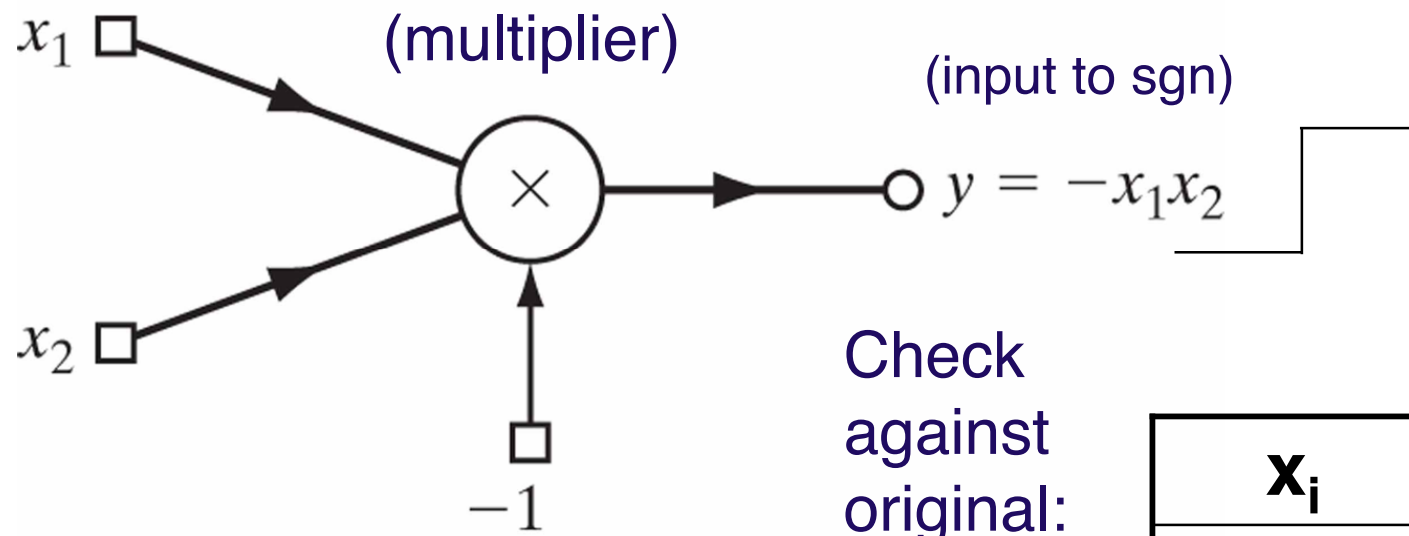 x₁
(multiplier)
(input to sgn)
×
y = −x₁x₂
x₂
−1
Check
against
original:
xᵢ